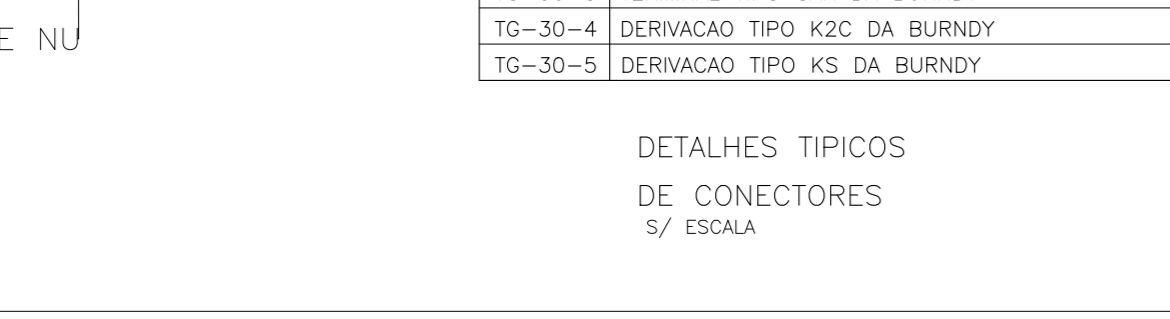 E NU
TG-30-4 DERIVACAO TIPO K2C DA BURNDY
TG-30-5 DERIVACAO TIPO KS DA BURNDY
DETALHES TIPICOS
DE CONECTORES
S/ ESCALA